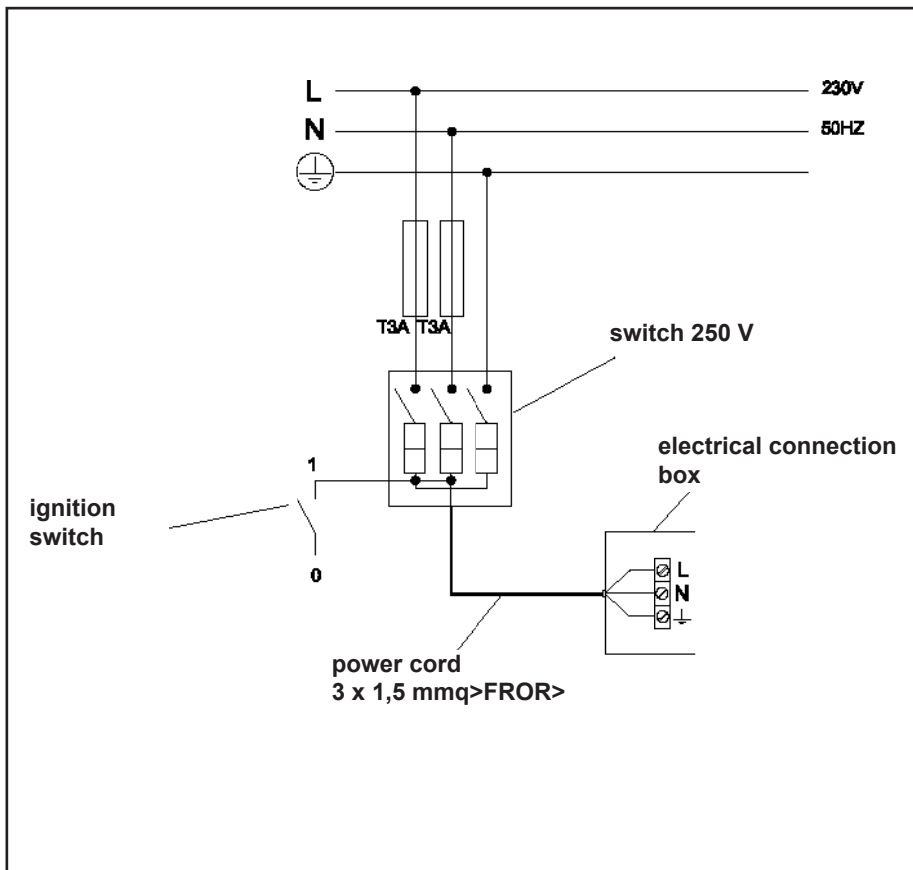 L
230V
N
50HZ
T3A T3A
switch 250 V
electrical connection
box
1
ignition
switch
0
L
N
power cord
3 x 1,5 mmq>FROR>